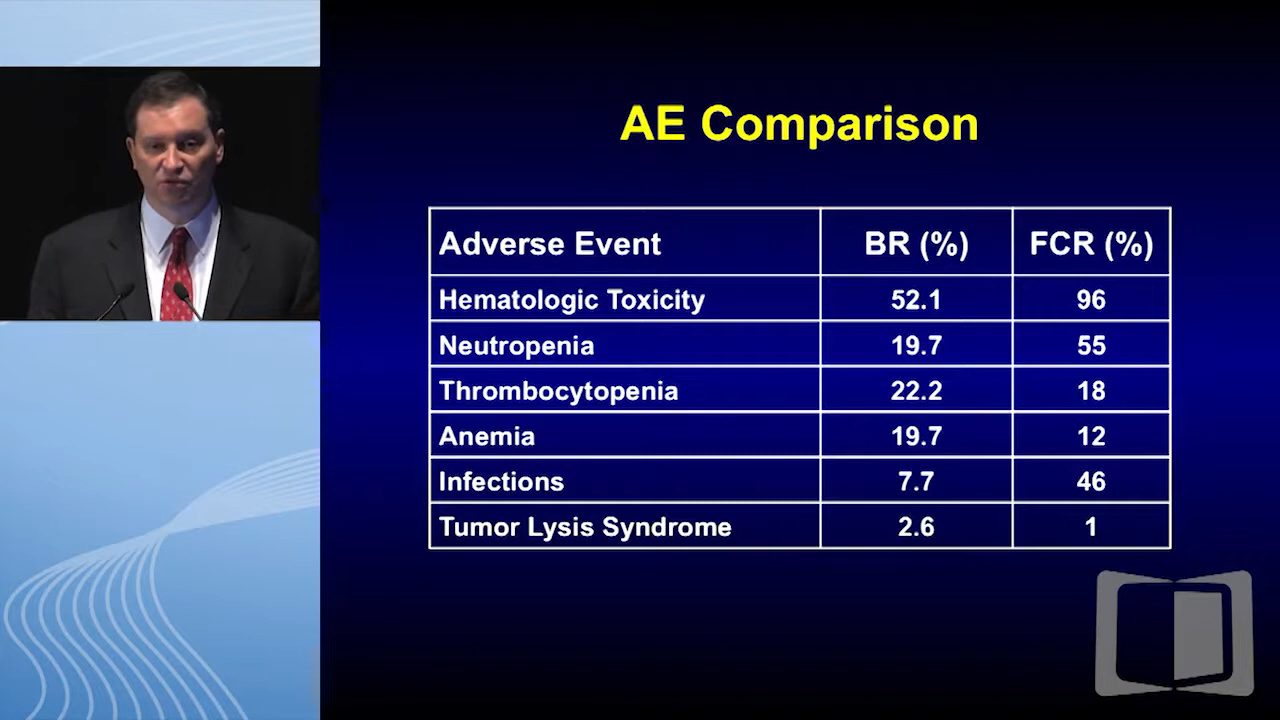 AE Comparison
Adverse Event BR (%) FCR (%)
Hematologic Toxicity 52.1 96
Neutropenia 19.7 55
Thrombocytopenia 22.2 18
Anemia 19.7 12
Infections 7.7 46
Tumor Lysis Syndrome 2.6 1